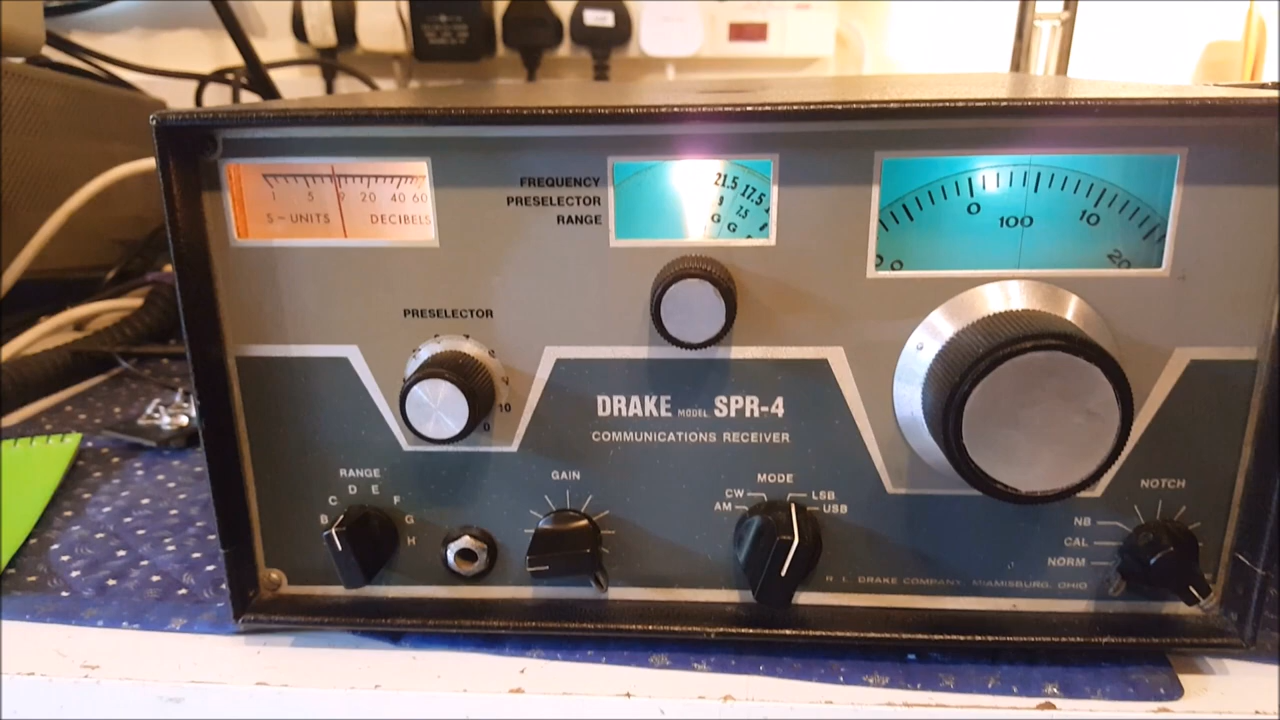 1 5 9 20 40 60
S-UNITS DECIBELS
FREQUENCY
PRESELECTOR
RANGE
21.5 17.5
7.5
G G
0 10
100
20
PRESELECTOR
10
0
DRAKE MODEL SPR-4
COMMUNICATIONS RECEIVER
RANGE
B C D E F G H
GAIN
MODE
CW LSB
AM USB
NOTCH
NB
CAL
NORM
R. L. DRAKE COMPANY, MIAMISBURG, OHIO